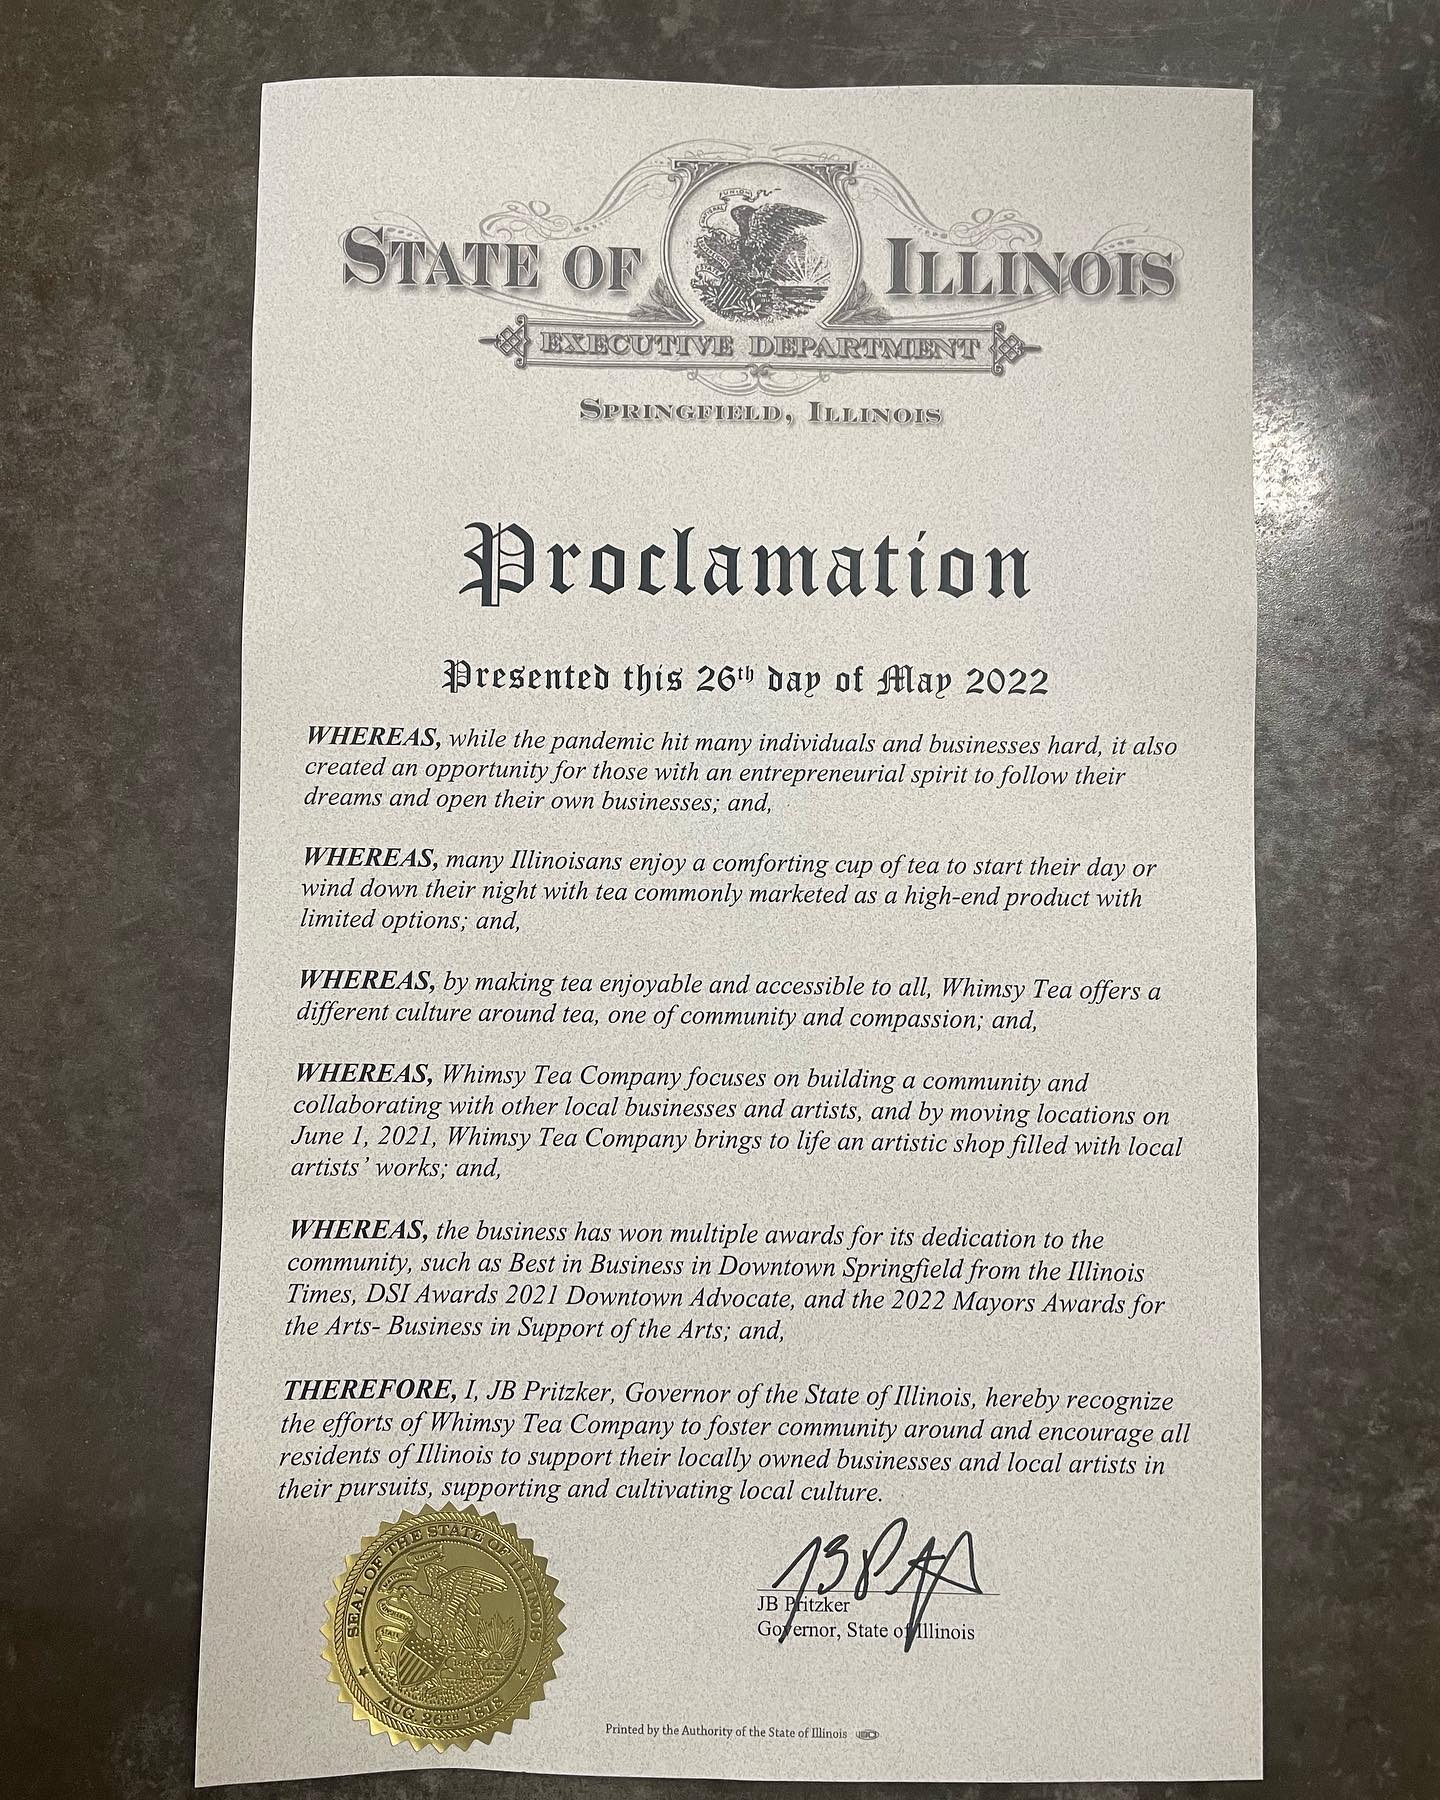 STATE OF ILLINOIS
UNION
NATIONAL
EXECUTIVE DEPARTMENT
SPRINGFIELD, ILLINOIS
Proclamation
Presented this 26th day of May 2022
WHEREAS, while the pandemic hit many individuals and businesses hard, it also
created an opportunity for those with an entrepreneurial spirit to follow their
dreams and open their own businesses; and,
WHEREAS, many Illinoisans enjoy a comforting cup of tea to start their day or
wind down their night with tea commonly marketed as a high-end product with
limited options; and,
WHEREAS, by making tea enjoyable and accessible to all, Whimsy Tea offers a
different culture around tea, one of community and compassion; and,
WHEREAS, Whimsy Tea Company focuses on building a community and
collaborating with other local businesses and artists, and by moving locations on
June 1, 2021, Whimsy Tea Company brings to life an artistic shop filled with local
artists' works; and,
WHEREAS, the business has won multiple awards for its dedication to the
community, such as Best in Business in Downtown Springfield from the Illinois
Times, DSI Awards 2021 Downtown Advocate, and the 2022 Mayors Awards for
the Arts- Business in Support of the Arts; and,
THEREFORE, I, JB Pritzker, Governor of the State of Illinois, hereby recognize
the efforts of Whimsy Tea Company to foster community around and encourage all
residents of Illinois to support their locally owned businesses and local artists in
their pursuits, supporting and cultivating local culture.
SEAL OF THE STATE OF ILLINOIS
AUG. 26TH 1818
JB Pritzker
Governor, State of Illinois
Printed by the Authority of the State of Illinois